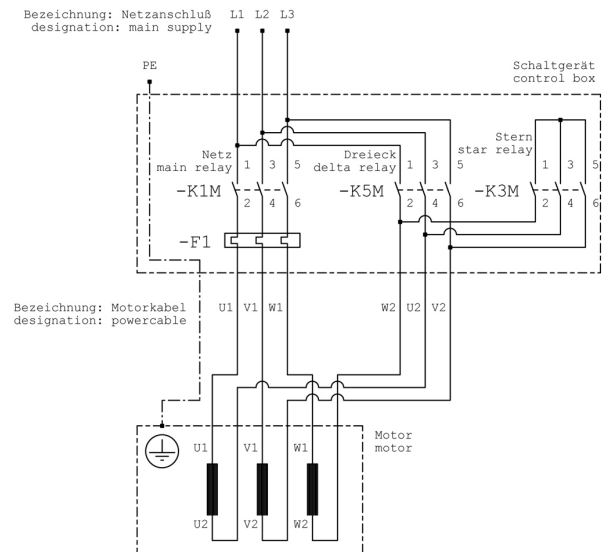 Bezeichnung: Netzanschluß L1 L2 L3
designation: main supply
PE
Schaltgerät
control box
Netz
main relay
1 3 5
Dreieck
delta relay
1 3 5
Stern
star relay
1 3 5
-K1M
2 4 6
-K5M
2 4 6
-K3M
2 4 6
-F1
Bezeichnung: Motorkabel
designation: powercable
U1 V1 W1
W2 U2 V2
Motor
motor
U1 V1 W1
U2 V2 W2